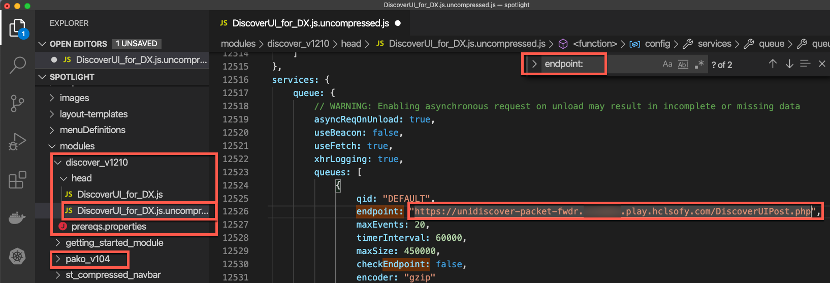 DiscoverUI_for_DX.js.uncompressed.js — spotlight
EXPLORER
OPEN EDITORS 1 UNSAVED
JS DiscoverUI_for_DX.js.uncompr...
SPOTLIGHT
images
layout-templates
menuDefinitions
modules
discover_v1210
head
JS DiscoverUI_for_DX.js
JS DiscoverUI_for_DX.js.uncompr...
prereqs.properties
getting_started_module
pako_v104
st_compressed_navbar
1
JS DiscoverUI_for_DX.js.uncompressed.js
modules > discover_v1210 > head > JS DiscoverUI_for_DX.js.uncompressed.js > <function> > config > services > queue > queues
endpoint: Aa Ab .* ? of 2
12514 ]
12515 },
12516 services: {
12517 queue: {
12518 // WARNING: Enabling asynchronous request on unload may result in incomplete or missing data
12519 asyncReqOnUnload: true,
12520 useBeacon: false,
12521 useFetch: true,
12522 xhrLogging: true,
12523 queues: [
12524 {
12525 qid: "DEFAULT",
12526 endpoint: "https://unidiscover-packet-fwdr. .play.hclsofy.com/DiscoverUIPost.php",
12527 maxEvents: 20,
12528 timerInterval: 60000,
12529 maxSize: 450000,
12530 checkEndpoint: false,
12531 encoder: "gzip"